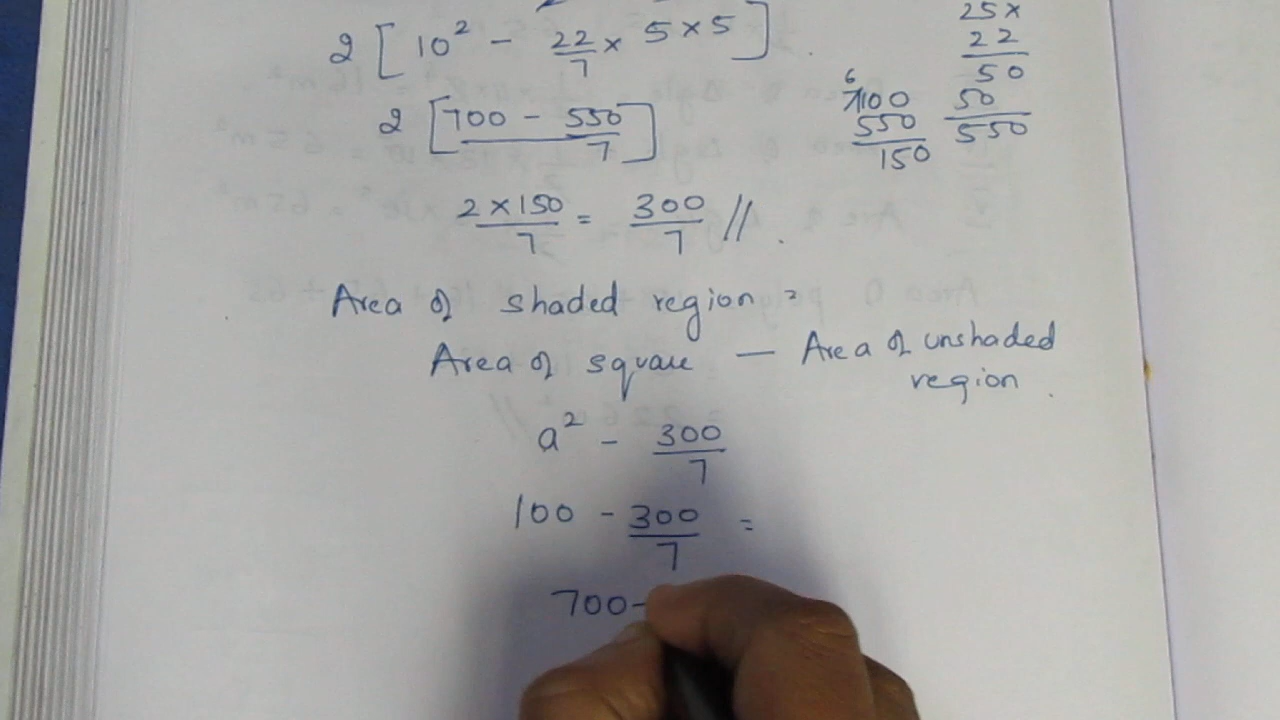 2 [ 10² - 22/7 × 5 × 5 ]
25 ×
22
50
50
550
6
7100
550
150
2 [ 700 - 550 / 7 ]
2 × 150 / 7 = 300 / 7 //
Area of shaded region =
Area of square — Area of unshaded
region
a² - 300/7
100 - 300/7 =
700 -